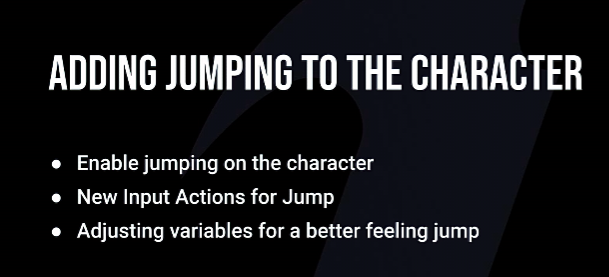 ADDING JUMPING TO THE CHARACTER
● Enable jumping on the character
● New Input Actions for Jump
● Adjusting variables for a better feeling jump